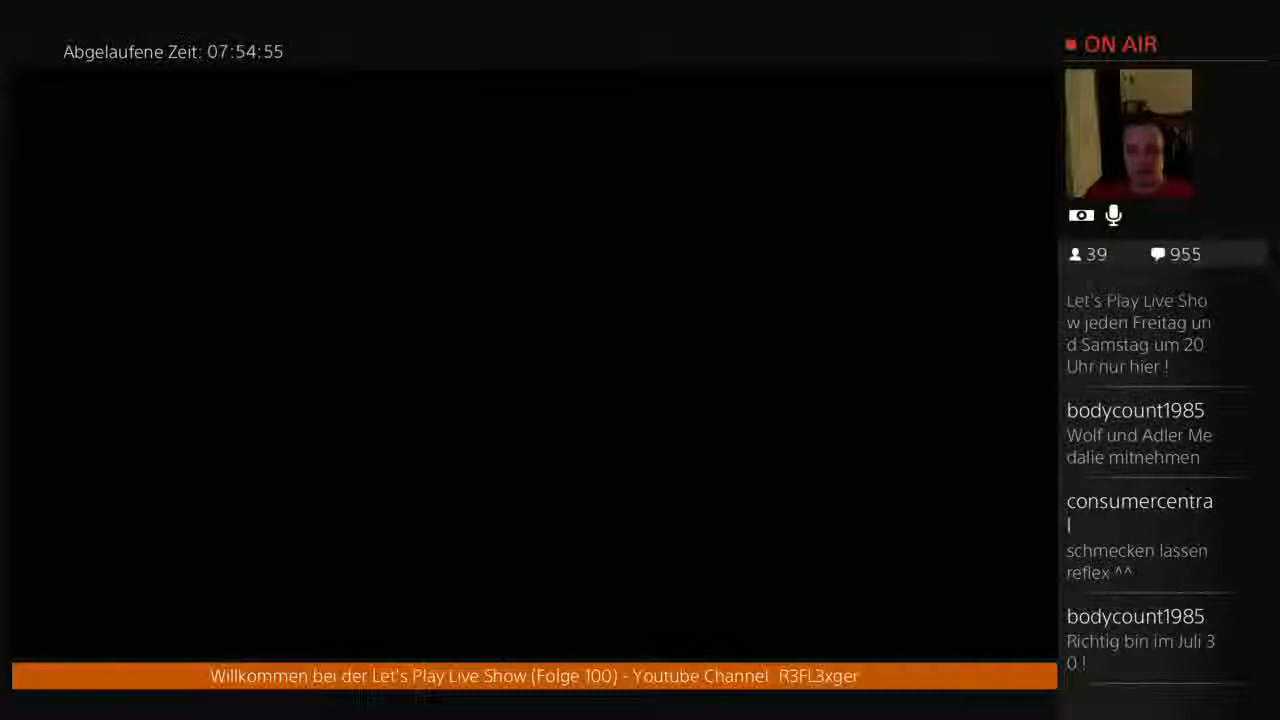 Abgelaufene Zeit: 07:54:55
ON AIR
39 955
Let's Play Live Sho
w jeden Freitag un
d Samstag um 20
Uhr nur hier !
bodycount1985
Wolf und Adler Me
dalie mitnehmen
consumercentra
l
schmecken lassen
reflex ^^
bodycount1985
Richtig bin im Juli 3
0 !
Willkommen bei der Let's Play Live Show (Folge 100) - Youtube Channel R3FL3xger